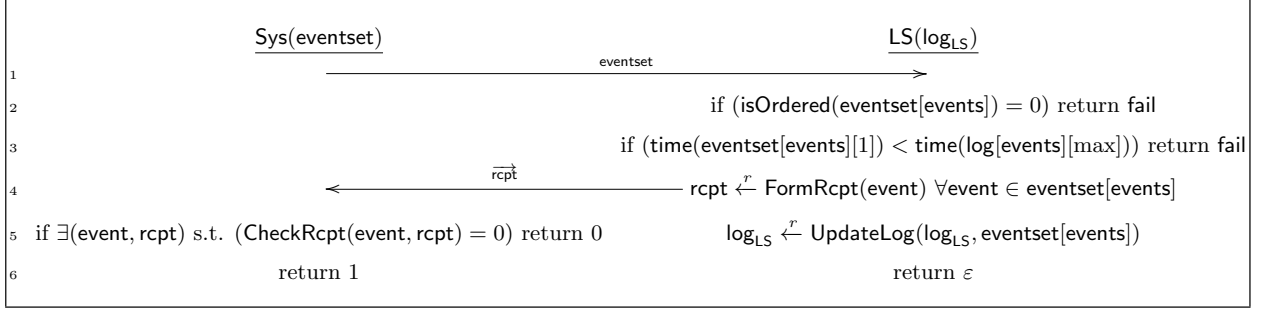 Sys(eventset) LS(log_LS)
eventset
1
2 if (isOrdered(eventset[events]) = 0) return fail
3 if (time(eventset[events][1]) < time(log[events][max])) return fail
rcpt→
4 rcpt ←r FormRcpt(event) ∀event ∈ eventset[events]
5 if ∃(event, rcpt) s.t. (CheckRcpt(event, rcpt) = 0) return 0 log_LS ←r UpdateLog(log_LS, eventset[events])
6 return 1 return ε